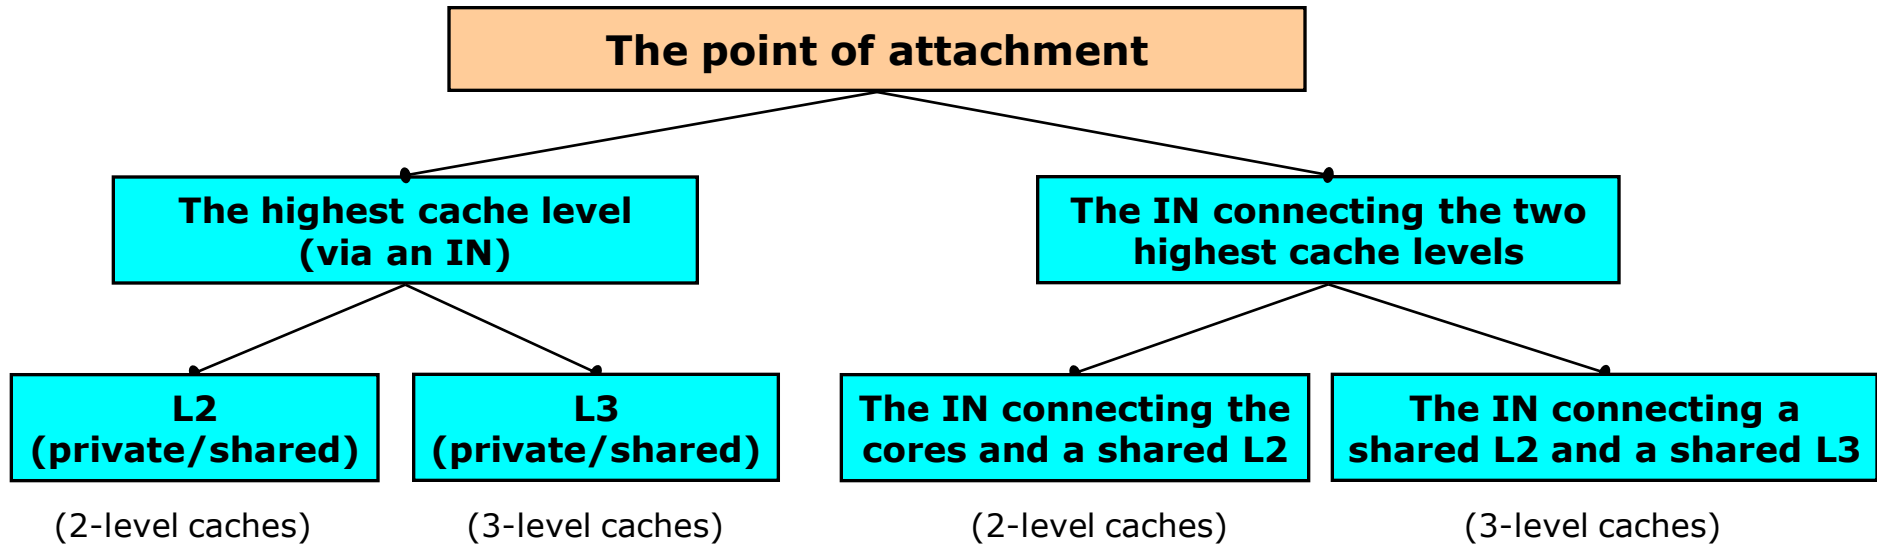 The point of attachment
The highest cache level
(via an IN)
The IN connecting the two
highest cache levels
L2
(private/shared)
L3
(private/shared)
The IN connecting the
cores and a shared L2
The IN connecting a
shared L2 and a shared L3
(2-level caches)
(3-level caches)
(2-level caches)
(3-level caches)